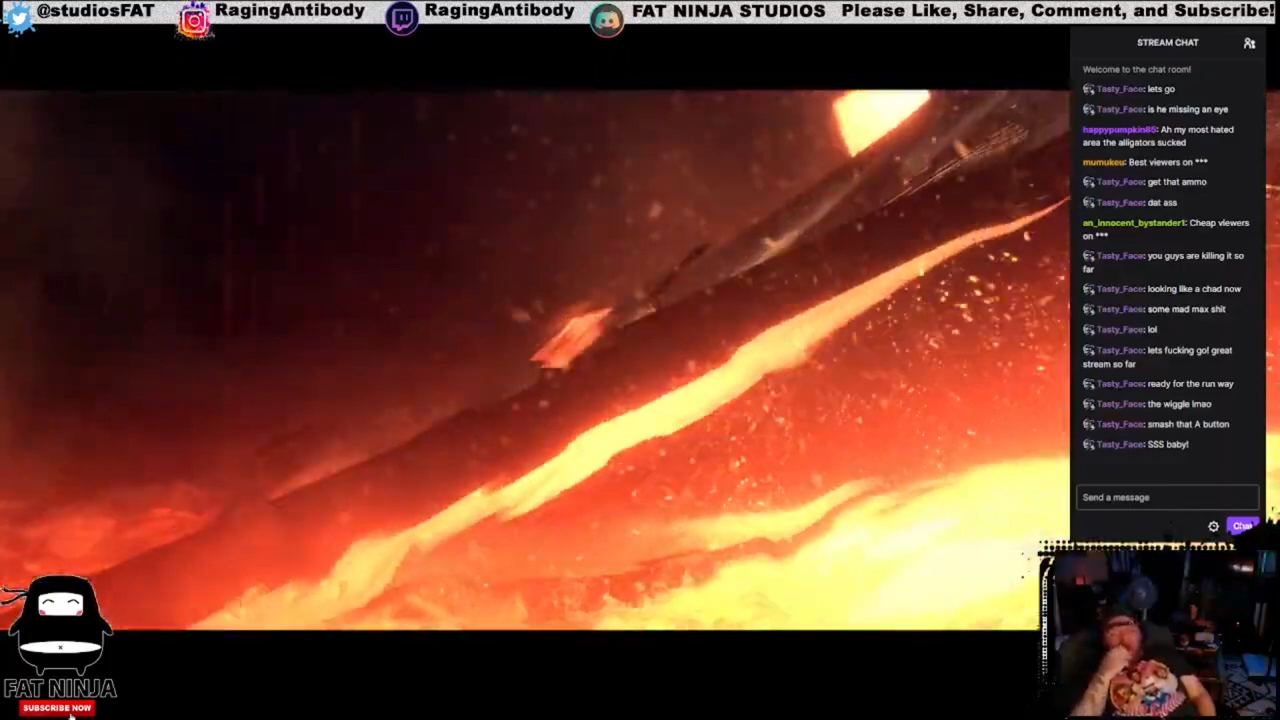 @studiosFAT RagingAntibody RagingAntibody FAT NINJA STUDIOS Please Like, Share, Comment, and Subscribe!
STREAM CHAT
Welcome to the chat room!
Tasty_Face: lets go
Tasty_Face: is he missing an eye
happypumpkin85: Ah my most hated
area the alligators sucked
mumukeu: Best viewers on ***
Tasty_Face: get that ammo
Tasty_Face: dat ass
an_innocent_bystander1: Cheap viewers
on ***
Tasty_Face: you guys are killing it so
far
Tasty_Face: looking like a chad now
Tasty_Face: some mad max shit
Tasty_Face: lol
Tasty_Face: lets fucking go! great
stream so far
Tasty_Face: ready for the run way
Tasty_Face: the wiggle lmao
Tasty_Face: smash that A button
Tasty_Face: SSS baby!
Send a message
Chat
FAT NINJA
SUBSCRIBE NOW